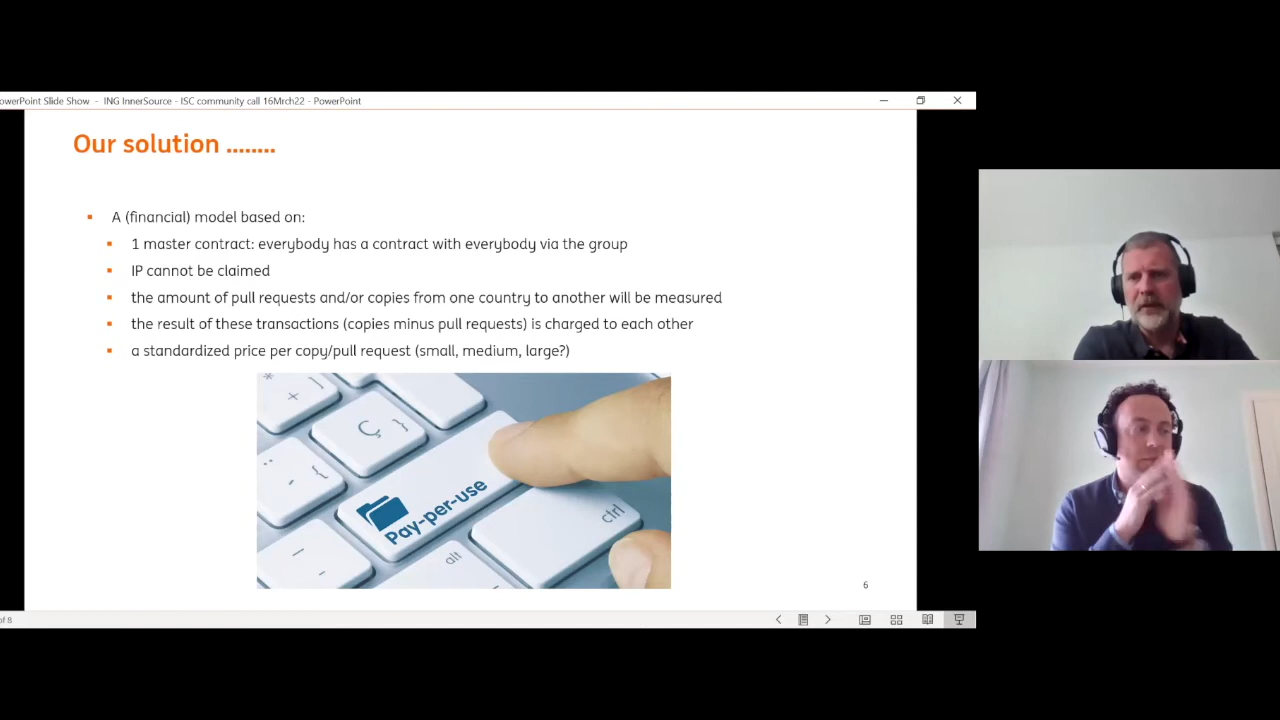 owerPoint Slide Show - ING InnerSource - ISC community call 16Mrch22 - PowerPoint
Our solution ........
A (financial) model based on:
1 master contract: everybody has a contract with everybody via the group
IP cannot be claimed
the amount of pull requests and/or copies from one country to another will be measured
the result of these transactions (copies minus pull requests) is charged to each other
a standardized price per copy/pull request (small, medium, large?)
* +
]
Ç }
{
Pay-per-use
ctrl
alt
6
of 8